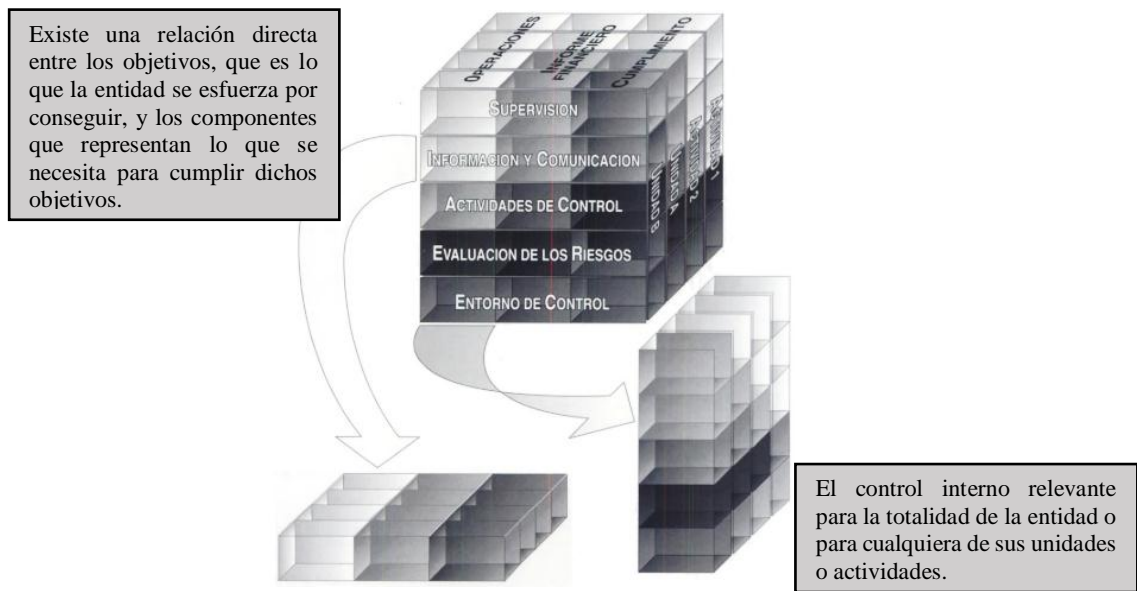 Existe una relación directa
entre los objetivos, que es lo
que la entidad se esfuerza por
conseguir, y los componentes
que representan lo que se
necesita para cumplir dichos
objetivos.
OPERACIONES
INFORME
FINANCIERO
CUMPLIMIENTO
SUPERVISION
INFORMACION Y COMUNICACION
ACTIVIDADES DE CONTROL
EVALUACION DE LOS RIESGOS
ENTORNO DE CONTROL
UNIDAD B
UNIDAD A
ACTIVIDAD 2
ACTIVIDAD 1
El control interno relevante
para la totalidad de la entidad o
para cualquiera de sus unidades
o actividades.